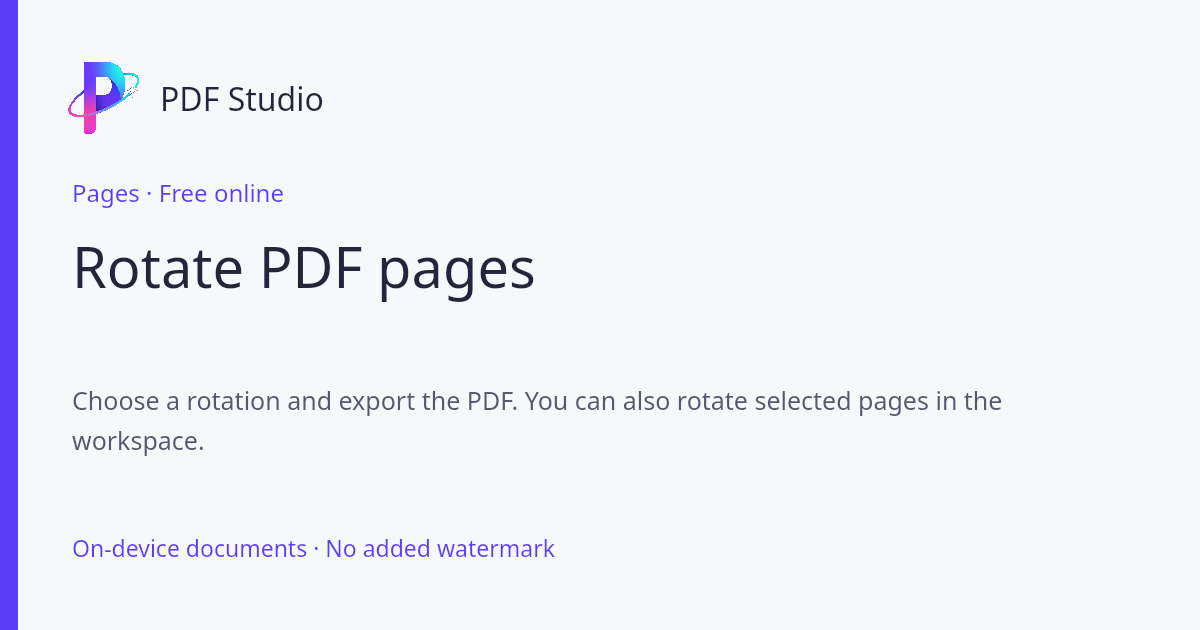 PDF Studio
Pages · Free online
Rotate PDF pages
Choose a rotation and export the PDF. You can also rotate selected pages in the
workspace.
On-device documents · No added watermark